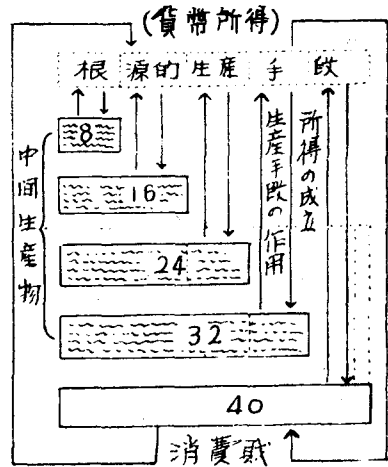 (貨幣所得)
根源的生産手段
8
16
24
32
40
中间生産物
生産手段の作用
所得の成立
消費財